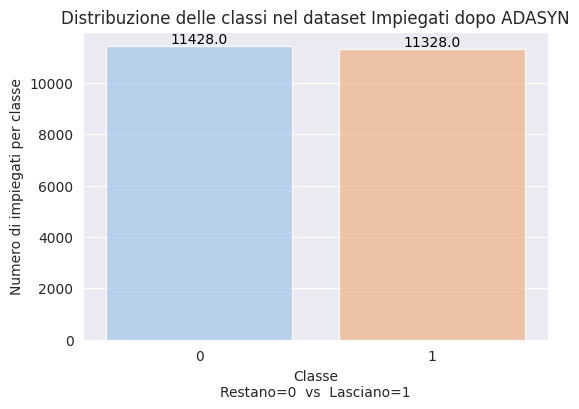 Distribuzione delle classi nel dataset Impiegati dopo ADASYN
11428.0
11328.0
10000
8000
6000
4000
2000
0
Numero di impiegati per classe
0
1
Classe
Restano=0  vs  Lasciano=1